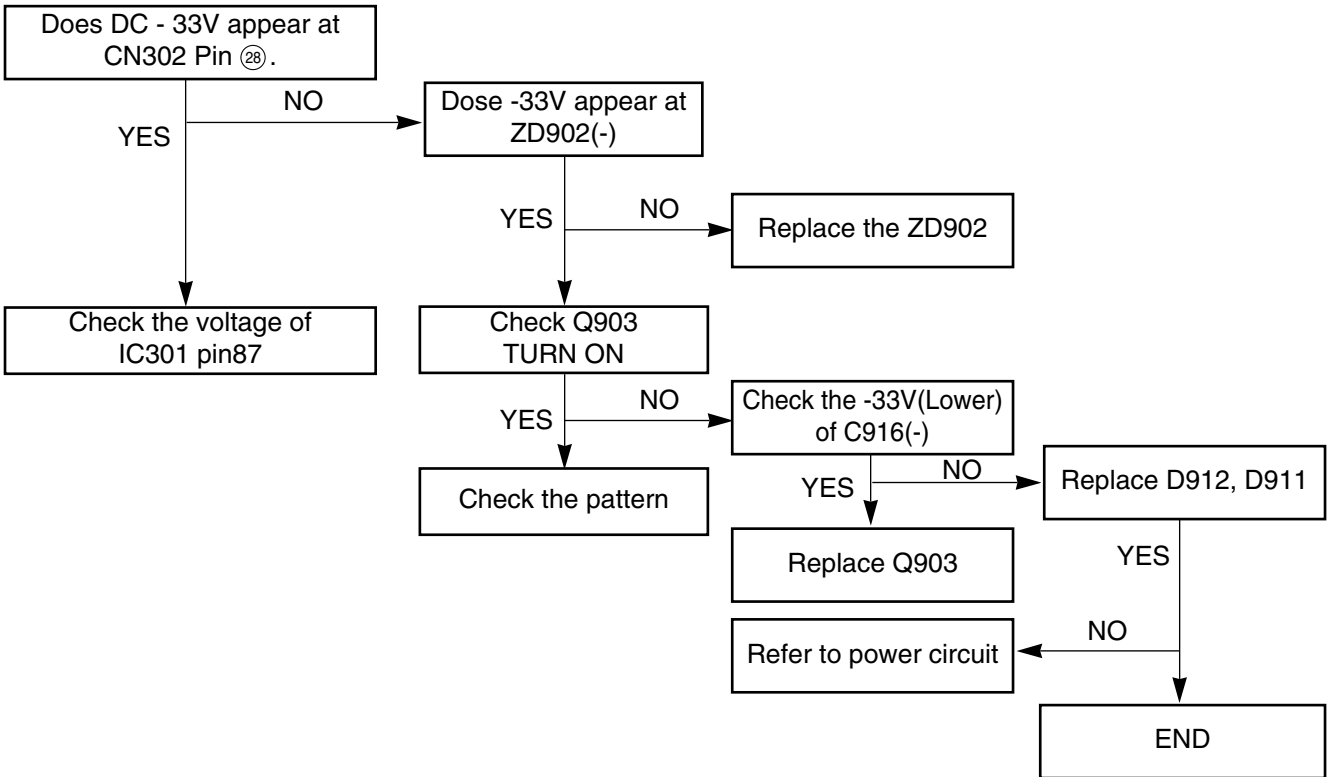 Does DC - 33V appear at
CN302 Pin ㉘.
NO
YES
Dose -33V appear at
ZD902(-)
YES
NO
Replace the ZD902
Check the voltage of
IC301 pin87
Check Q903
TURN ON
YES
NO
Check the -33V(Lower)
of C916(-)
Check the pattern
YES
NO
Replace D912, D911
Replace Q903
YES
NO
Refer to power circuit
END